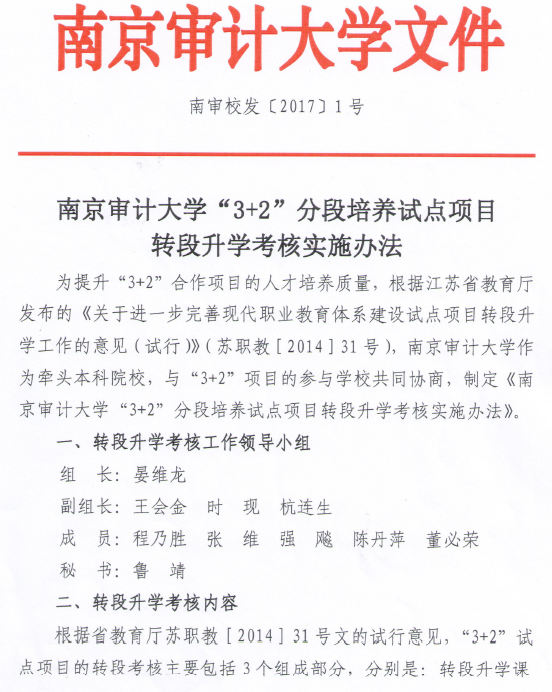 南京审计大学文件
南审校发〔2017〕1号
南京审计大学“3+2”分段培养试点项目
转段升学考核实施办法
为提升“3+2”合作项目的人才培养质量，根据江苏省教育厅
发布的《关于进一步完善现代职业教育体系建设试点项目转段升
学工作的意见（试行）》（苏职教［2014］31号），南京审计大学作
为牵头本科院校，与“3+2”项目的参与学校共同协商，制定《南
京审计大学“3+2”分段培养试点项目转段升学考核实施办法》。
一、转段升学考核工作领导小组
组 长：晏维龙
副组长：王会金 时 现 杭连生
成 员：程乃胜 张 维 强 飚 陈丹萍 董必荣
秘 书：鲁 靖
二、转段升学考核内容
根据省教育厅苏职教［2014］31号文的试行意见，“3+2”试
点项目的转段考核主要包括3个组成部分，分别是：转段升学课